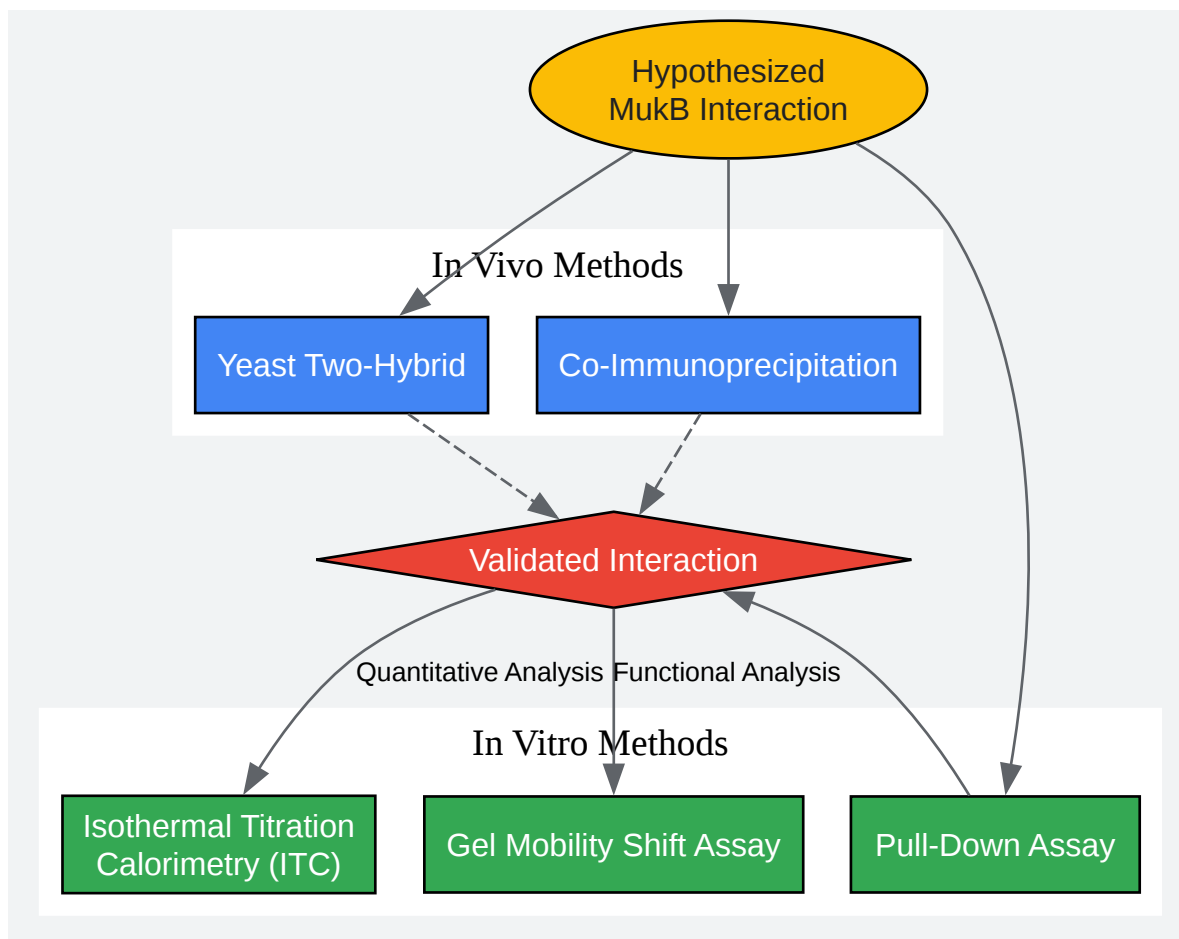 Hypothesized
MukB Interaction
In Vivo Methods
Yeast Two-Hybrid
Co-Immunoprecipitation
Validated Interaction
Quantitative Analysis
Functional Analysis
In Vitro Methods
Isothermal Titration
Calorimetry (ITC)
Gel Mobility Shift Assay
Pull-Down Assay